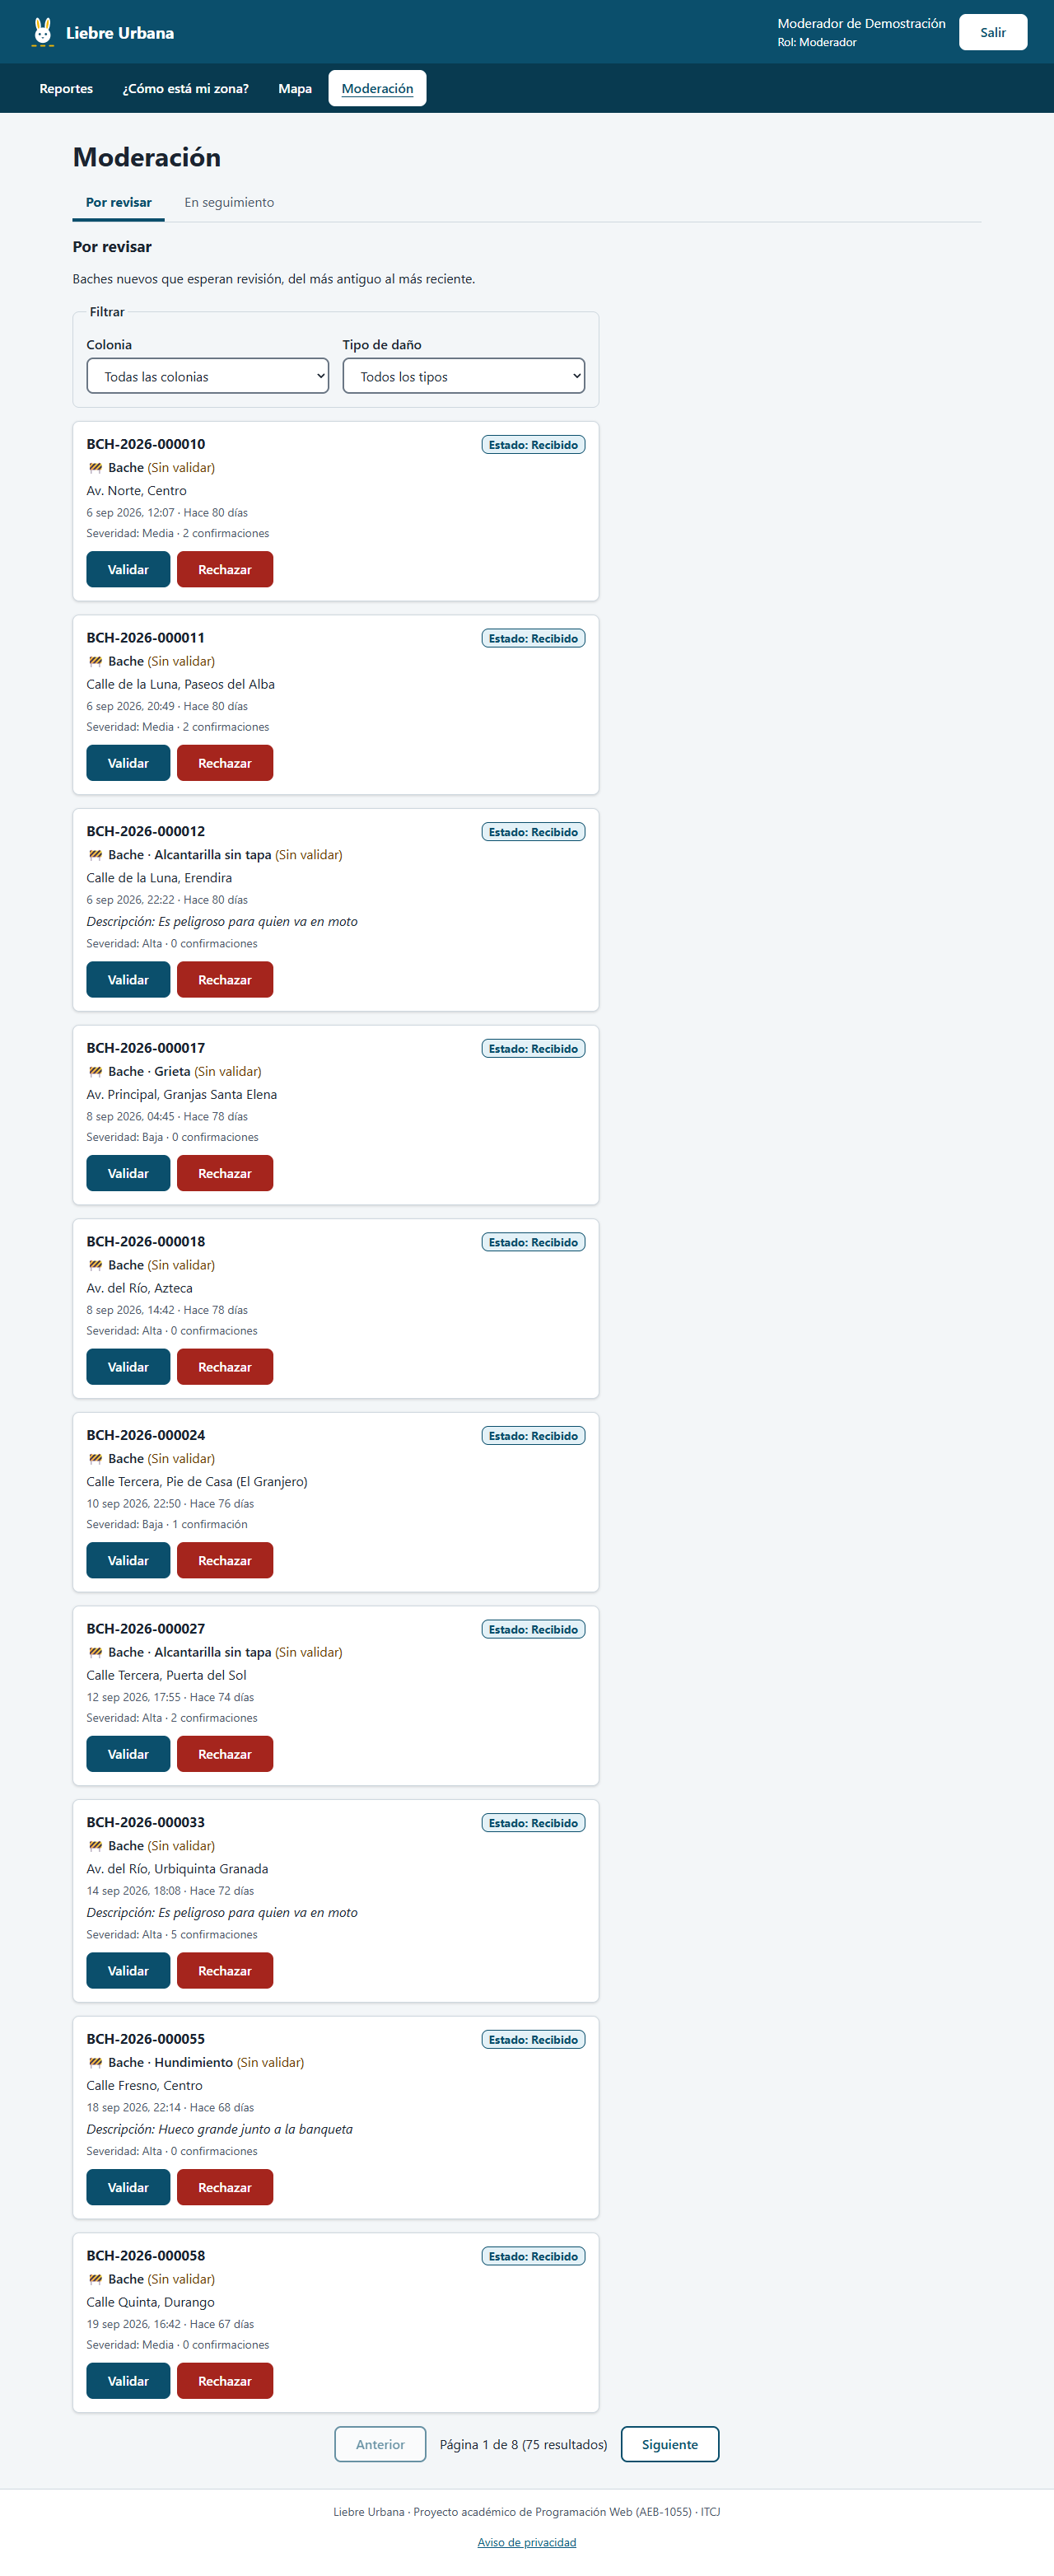 Liebre Urbana
Moderador de Demostración
Rol: Moderador
Salir
Reportes
¿Cómo está mi zona?
Mapa
Moderación
Moderación
Por revisar
En seguimiento
Por revisar
Baches nuevos que esperan revisión, del más antiguo al más reciente.
Filtrar
Colonia
Tipo de daño
Todas las colonias
Todos los tipos
BCH-2026-000010
Estado: Recibido
Bache (Sin validar)
Av. Norte, Centro
6 sep 2026, 12:07 · Hace 80 días
Severidad: Media · 2 confirmaciones
Validar
Rechazar
BCH-2026-000011
Estado: Recibido
Bache (Sin validar)
Calle de la Luna, Paseos del Alba
6 sep 2026, 20:49 · Hace 80 días
Severidad: Media · 2 confirmaciones
Validar
Rechazar
BCH-2026-000012
Estado: Recibido
Bache · Alcantarilla sin tapa (Sin validar)
Calle de la Luna, Erendira
6 sep 2026, 22:22 · Hace 80 días
Descripción: Es peligroso para quien va en moto
Severidad: Alta · 0 confirmaciones
Validar
Rechazar
BCH-2026-000017
Estado: Recibido
Bache · Grieta (Sin validar)
Av. Principal, Granjas Santa Elena
8 sep 2026, 04:45 · Hace 78 días
Severidad: Baja · 0 confirmaciones
Validar
Rechazar
BCH-2026-000018
Estado: Recibido
Bache (Sin validar)
Av. del Río, Azteca
8 sep 2026, 14:42 · Hace 78 días
Severidad: Alta · 0 confirmaciones
Validar
Rechazar
BCH-2026-000024
Estado: Recibido
Bache (Sin validar)
Calle Tercera, Pie de Casa (El Granjero)
10 sep 2026, 22:50 · Hace 76 días
Severidad: Baja · 1 confirmación
Validar
Rechazar
BCH-2026-000027
Estado: Recibido
Bache · Alcantarilla sin tapa (Sin validar)
Calle Tercera, Puerta del Sol
12 sep 2026, 17:55 · Hace 74 días
Severidad: Alta · 2 confirmaciones
Validar
Rechazar
BCH-2026-000033
Estado: Recibido
Bache (Sin validar)
Av. del Río, Urbiquinta Granada
14 sep 2026, 18:08 · Hace 72 días
Descripción: Es peligroso para quien va en moto
Severidad: Alta · 5 confirmaciones
Validar
Rechazar
BCH-2026-000055
Estado: Recibido
Bache · Hundimiento (Sin validar)
Calle Fresno, Centro
18 sep 2026, 22:14 · Hace 68 días
Descripción: Hueco grande junto a la banqueta
Severidad: Alta · 0 confirmaciones
Validar
Rechazar
BCH-2026-000058
Estado: Recibido
Bache (Sin validar)
Calle Quinta, Durango
19 sep 2026, 16:42 · Hace 67 días
Severidad: Media · 0 confirmaciones
Validar
Rechazar
Anterior
Página 1 de 8 (75 resultados)
Siguiente
Liebre Urbana · Proyecto académico de Programación Web (AEB-1055) · ITCJ
Aviso de privacidad